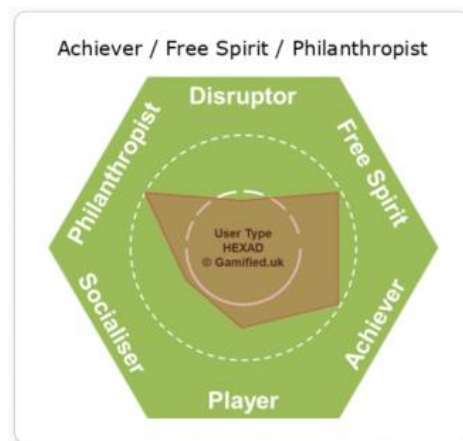 Achiever / Free Spirit / Philanthropist
Disruptor
Philanthropist
Free Spirit
User Type
HEXAD
© Gamified.uk
Socialiser
Achiever
Player